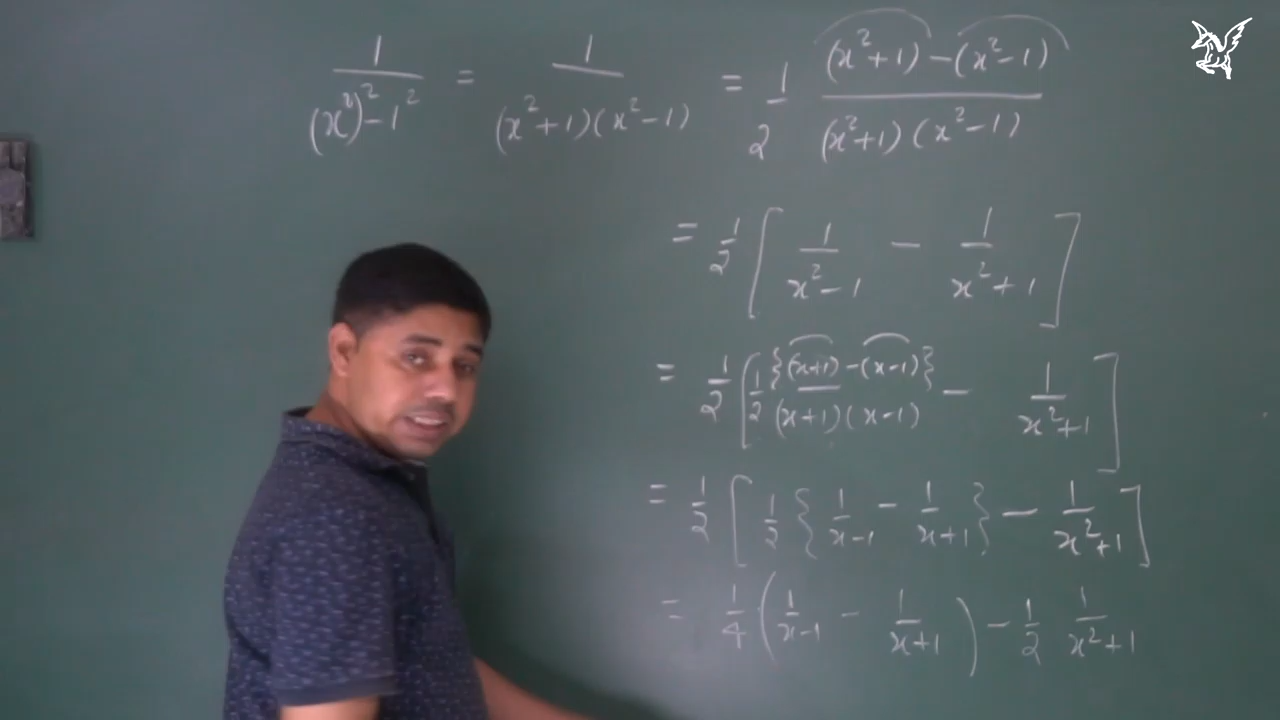 1/((x²)²-1²) = 1/((x²+1)(x²-1)) = 1/2 ((x²+1)-(x²-1))/((x²+1)(x²-1))
= 1/2 [ 1/(x²-1) - 1/(x²+1) ]
= 1/2 [ 1/2 {(x+1)-(x-1)}/((x+1)(x-1)) - 1/(x²+1) ]
= 1/2 [ 1/2 { 1/(x-1) - 1/(x+1) } - 1/(x²+1) ]
= 1/4 ( 1/(x-1) - 1/(x+1) ) - 1/2 1/(x²+1)